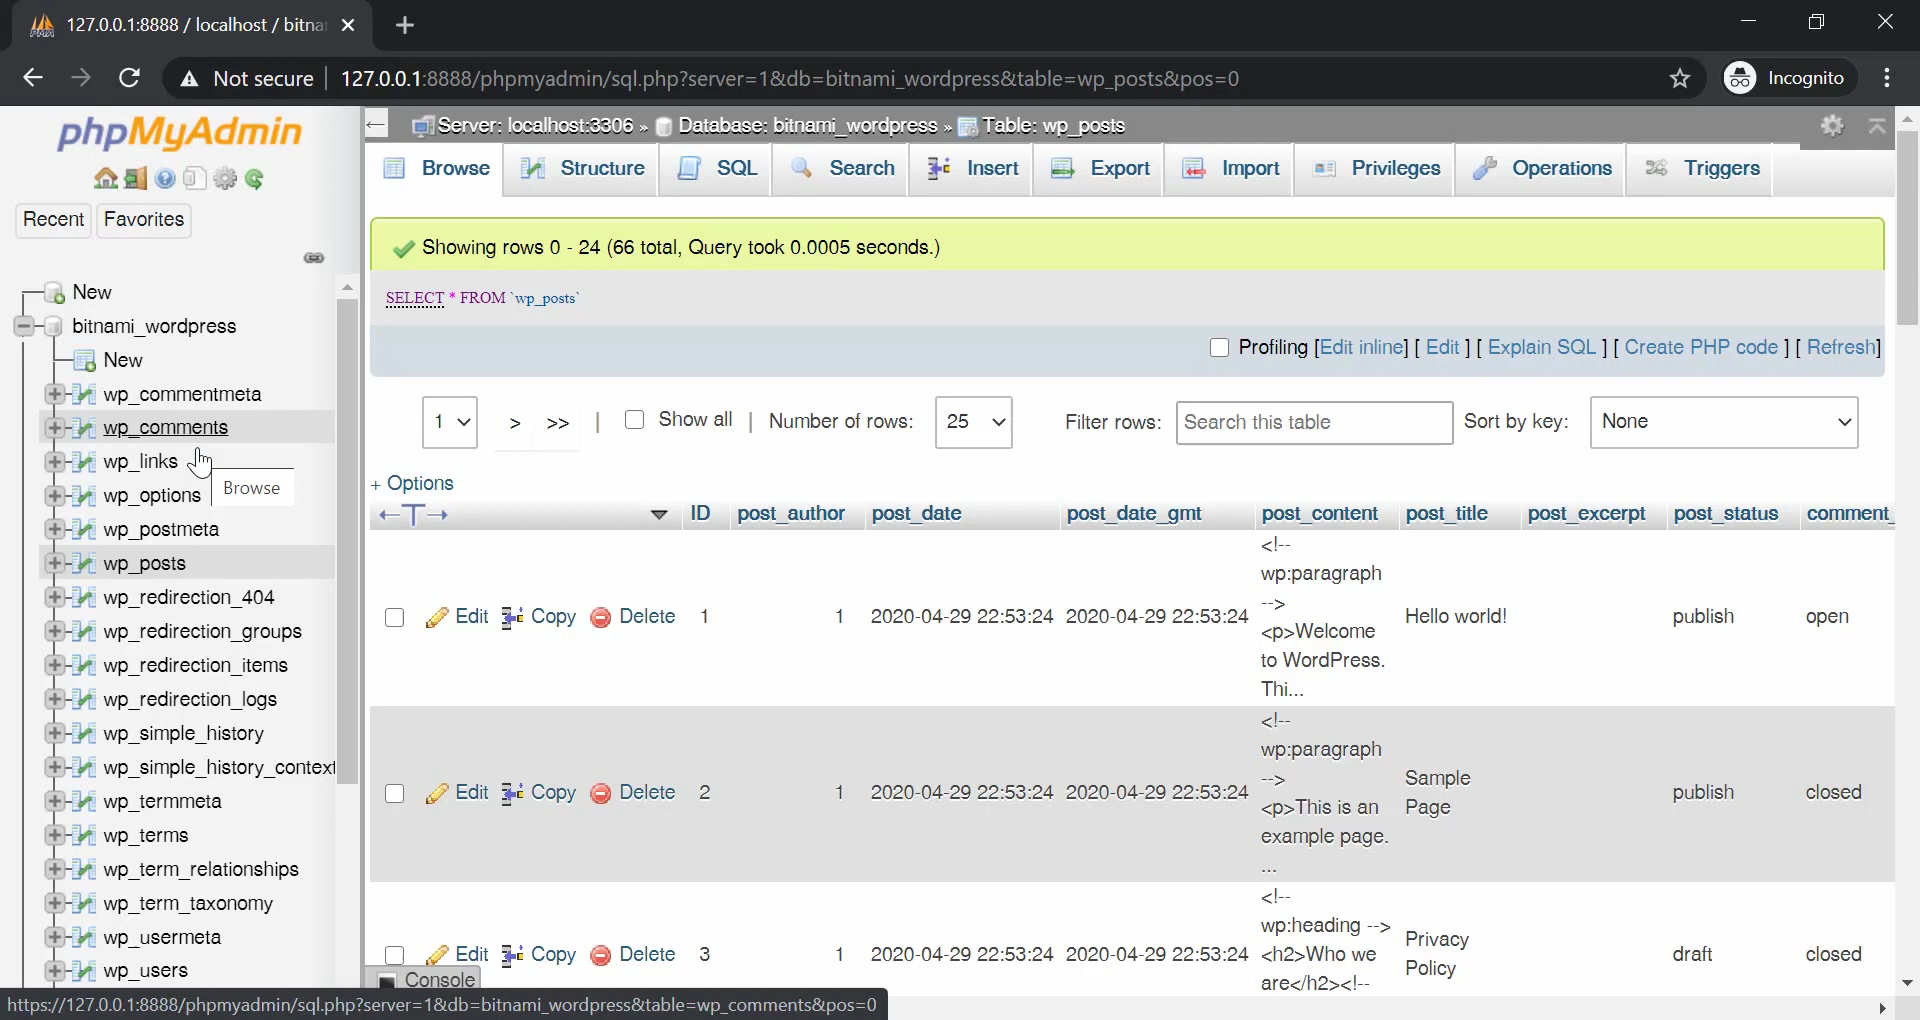 127.0.0.1:8888 / localhost / bitna
Not secure 127.0.0.1:8888/phpmyadmin/sql.php?server=1&db=bitnami_wordpress&table=wp_posts&pos=0 Incognito
phpMyAdmin
Recent Favorites
New
bitnami_wordpress
New
wp_commentmeta
wp_comments
wp_links
wp_options
Browse
wp_postmeta
wp_posts
wp_redirection_404
wp_redirection_groups
wp_redirection_items
wp_redirection_logs
wp_simple_history
wp_simple_history_context
wp_termmeta
wp_terms
wp_term_relationships
wp_term_taxonomy
wp_usermeta
wp_users
Server: localhost:3306 » Database: bitnami_wordpress » Table: wp_posts
Browse Structure SQL Search Insert Export Import Privileges Operations Triggers
Showing rows 0 - 24 (66 total, Query took 0.0005 seconds.)
SELECT * FROM `wp_posts`
Profiling [Edit inline] [ Edit ] [ Explain SQL ] [ Create PHP code ] [ Refresh]
1 > >> | Show all | Number of rows: 25 Filter rows: Search this table Sort by key: None
+ Options
←T→ ID post_author post_date post_date_gmt post_content post_title post_excerpt post_status comment_
<!--
wp:paragraph
-->
Edit Copy Delete 1 1 2020-04-29 22:53:24 2020-04-29 22:53:24 <p>Welcome Hello world! publish open
to WordPress.
Thi...
<!--
wp:paragraph
-->
Edit Copy Delete 2 1 2020-04-29 22:53:24 2020-04-29 22:53:24 <p>This is an Sample Page publish closed
example page.
...
<!--
wp:heading -->
Edit Copy Delete 3 1 2020-04-29 22:53:24 2020-04-29 22:53:24 <h2>Who we Privacy Policy draft closed
are</h2><!--
Console
https://127.0.0.1:8888/phpmyadmin/sql.php?server=1&db=bitnami_wordpress&table=wp_comments&pos=0